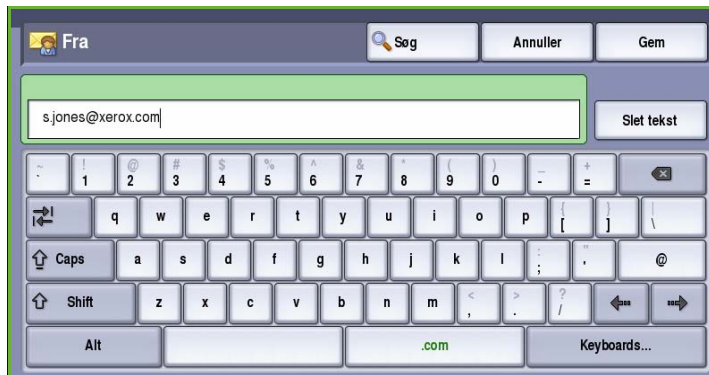 Fra Søg Annuller Gem
s.jones@xerox.com Slet tekst
~ ! @ # $ % ^ & * ( ) _ +
` 1 2 3 4 5 6 7 8 9 0 - =
q w e r t y u i o p { [ } ] | \
Caps a s d f g h j k l : ; " ' @
Shift z x c v b n m < , > . ? /
Alt .com Keyboards...